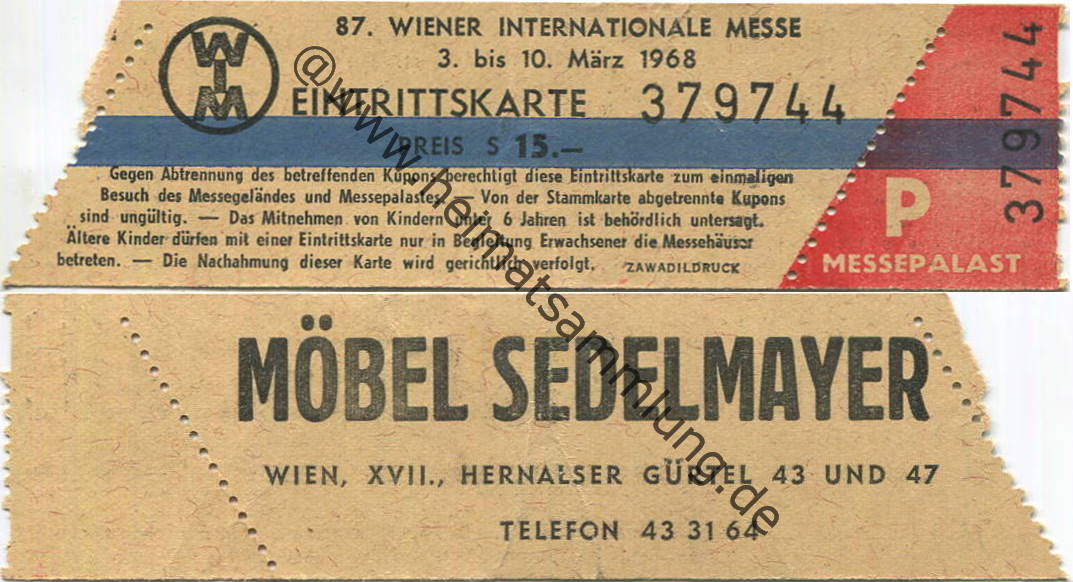 87. WIENER INTERNATIONALE MESSE
3. bis 10. März 1968
WIM
EINTRITTSKARTE 379744
PREIS S 15.—
Gegen Abtrennung des betreffenden Kupons berechtigt diese Eintrittskarte zum einmaligen
Besuch des Messegeländes und Messepalastes. — Von der Stammkarte abgetrennte Kupons
sind ungültig. — Das Mitnehmen von Kindern unter 6 Jahren ist behördlich untersagt.
Ältere Kinder dürfen mit einer Eintrittskarte nur in Begleitung Erwachsener die Messehäuser
betreten. — Die Nachahmung dieser Karte wird gerichtlich verfolgt. ZAWADILDRUCK
P
MESSEPALAST
379744
MÖBEL SEDELMAYER
WIEN, XVII., HERNALSER GÜRTEL 43 UND 47
TELEFON 43 31 64
@www.heimatsammlung.de